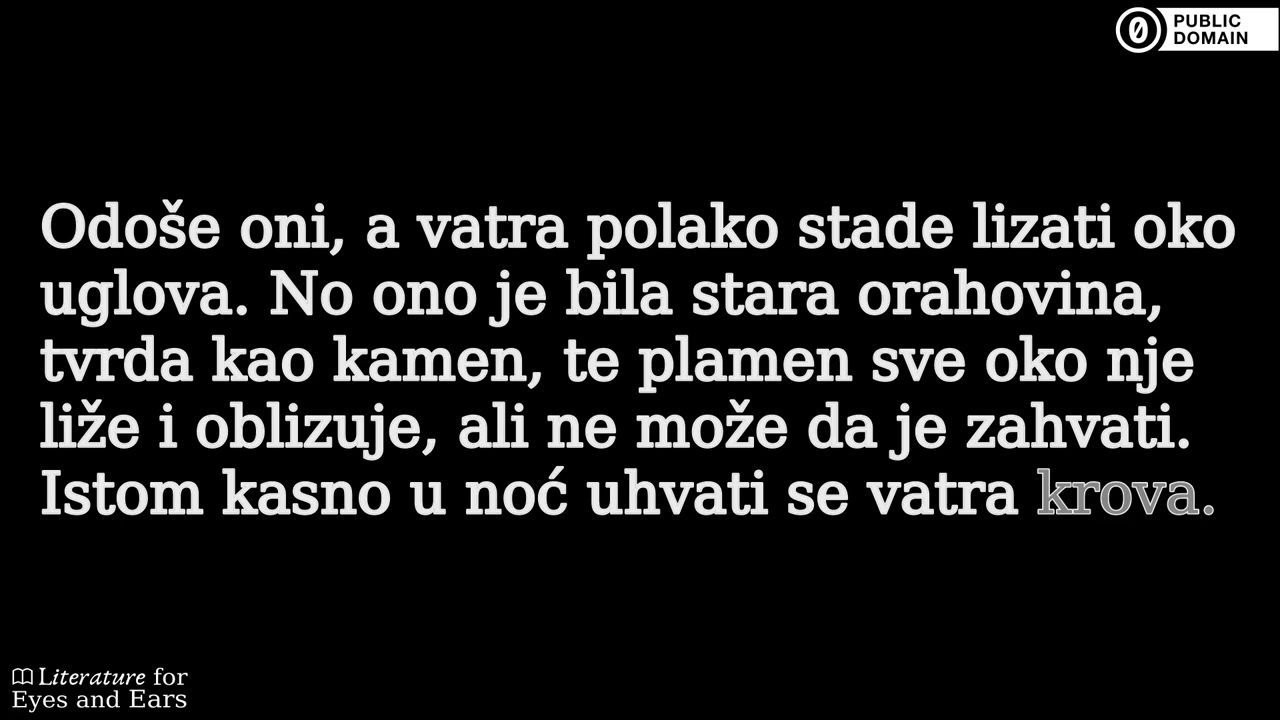 PUBLIC
DOMAIN
Odoše oni, a vatra polako stade lizati oko
uglova. No ono je bila stara orahovina,
tvrda kao kamen, te plamen sve oko nje
liže i oblizuje, ali ne može da je zahvati.
Istom kasno u noć uhvati se vatra krova.
Literature for
Eyes and Ears